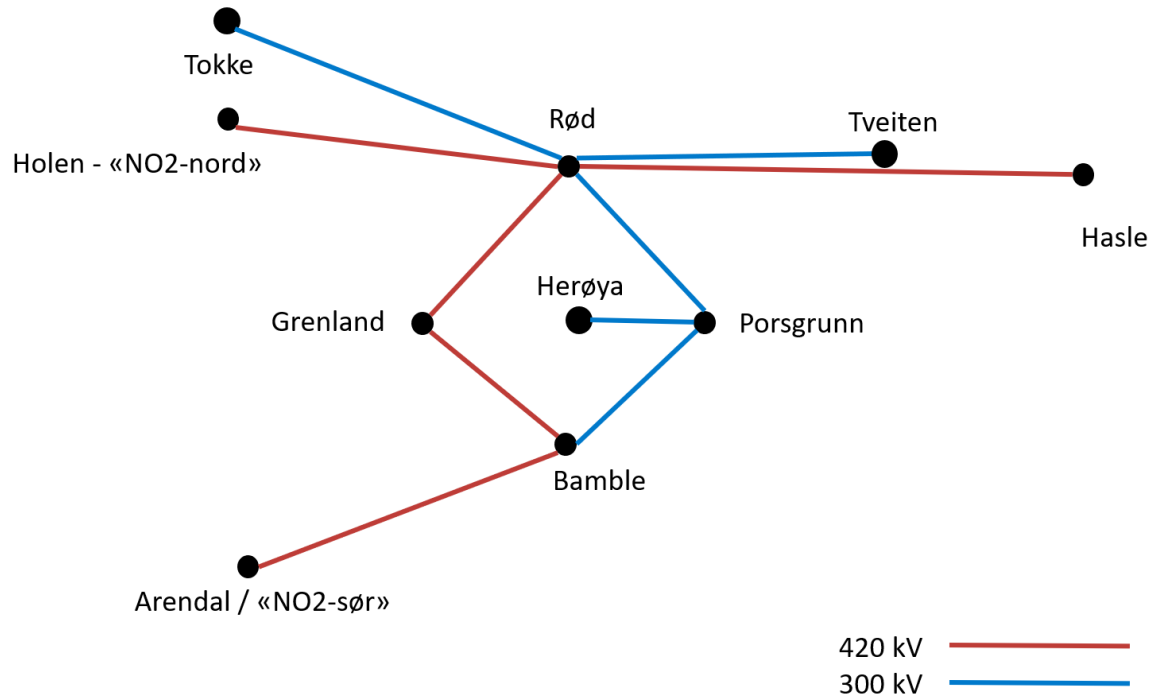 Tokke
Rød
Tveiten
Holen - «NO2-nord»
Hasle
Herøya
Grenland
Porsgrunn
Bamble
Arendal / «NO2-sør»
420 kV
300 kV